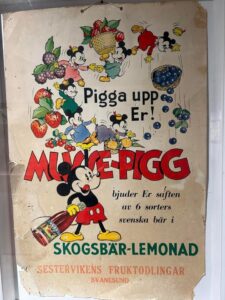 Pigga upp
Er!
MUSSE-PIGG
bjuder Er saften
av 6 sorters
svenska bär i
SKOGSBÄR-LEMONAD
SESTERVIKENS FRUKTODLINGAR
SVANESUND